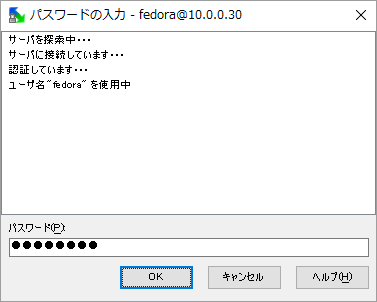 パスワードの入力 - fedora@10.0.0.30
サーバを探索中・・・
サーバに接続しています・・・
認証しています・・・
ユーザ名"fedora" を使用中
パスワード(P):
●●●●●●●●
OK
キャンセル
ヘルプ(H)